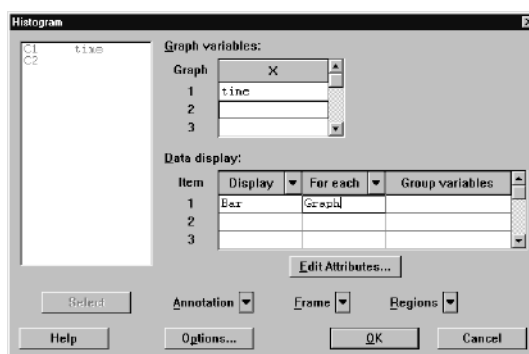 Histogram
C1 time
C2
Graph variables:
Graph X
1 time
2
3
Data display:
Item Display For each Group variables
1 Bar Graph
2
3
Edit Attributes...
Select Annotation Frame Regions
Help Options... OK Cancel